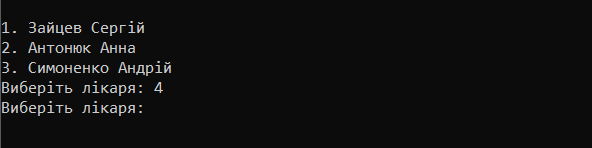 1. Зайцев Сергій
2. Антонюк Анна
3. Симоненко Андрій
Виберіть лікаря: 4
Виберіть лікаря: